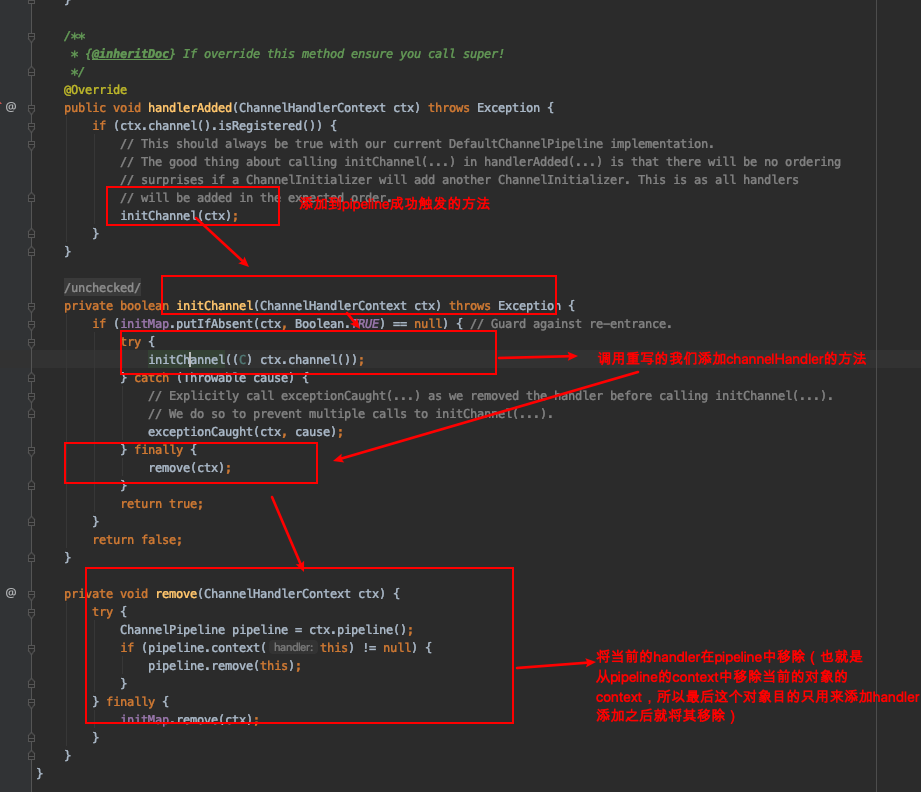 }
/**
 * {@inheritDoc} If override this method ensure you call super!
 */
@Override
@ public void handlerAdded(ChannelHandlerContext ctx) throws Exception {
if (ctx.channel().isRegistered()) {
// This should always be true with our current DefaultChannelPipeline implementation.
// The good thing about calling initChannel(...) in handlerAdded(...) is that there will be no ordering
// surprises if a ChannelInitializer will add another ChannelInitializer. This is as all handlers
// will be added in the expected order.
添加到pipeline成功触发的方法
initChannel(ctx);
}
}
/unchecked/
private boolean initChannel(ChannelHandlerContext ctx) throws Exception {
if (initMap.putIfAbsent(ctx, Boolean.TRUE) == null) { // Guard against re-entrance.
try {
initChannel((C) ctx.channel());
调用重写的我们添加channelHandler的方法
} catch (Throwable cause) {
// Explicitly call exceptionCaught(...) as we removed the handler before calling initChannel(...).
// We do so to prevent multiple calls to initChannel(...).
exceptionCaught(ctx, cause);
} finally {
remove(ctx);
}
return true;
}
return false;
}
@ private void remove(ChannelHandlerContext ctx) {
try {
ChannelPipeline pipeline = ctx.pipeline();
if (pipeline.context( handler: this) != null) {
pipeline.remove(this);
}
} finally {
initMap.remove(ctx);
}
}
}
将当前的handler在pipeline中移除（也就是
从pipeline的context中移除当前的对象的
context，所以最后这个对象目的只用来添加handler
添加之后就将其移除）